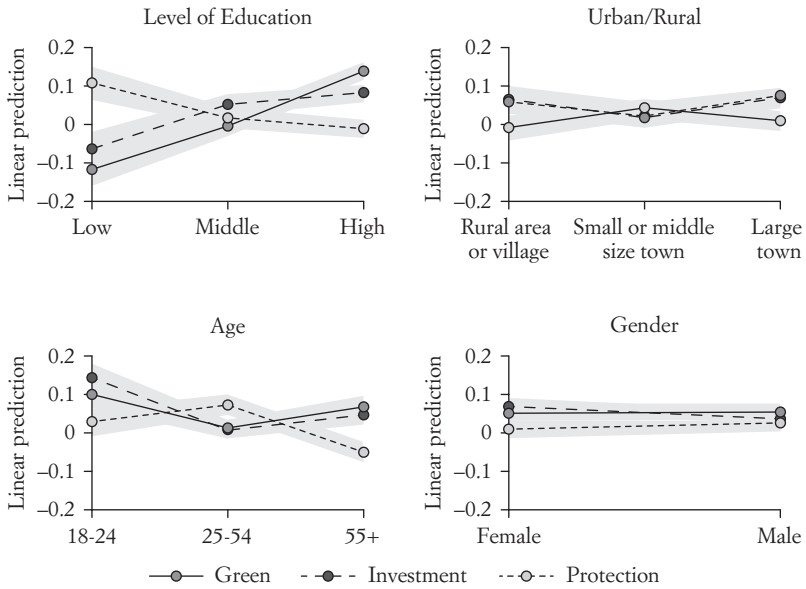 Level of Education
Linear prediction
0.2
0.1
0
–0.1
–0.2
Low
Middle
High
Urban/Rural
Linear prediction
0.2
0.1
0
–0.1
–0.2
Rural area
or village
Small or middle
size town
Large
town
Age
Linear prediction
0.2
0.1
0
–0.1
–0.2
18-24
25-54
55+
Gender
Linear prediction
0.2
0.1
0
–0.1
–0.2
Female
Male
Green
Investment
Protection